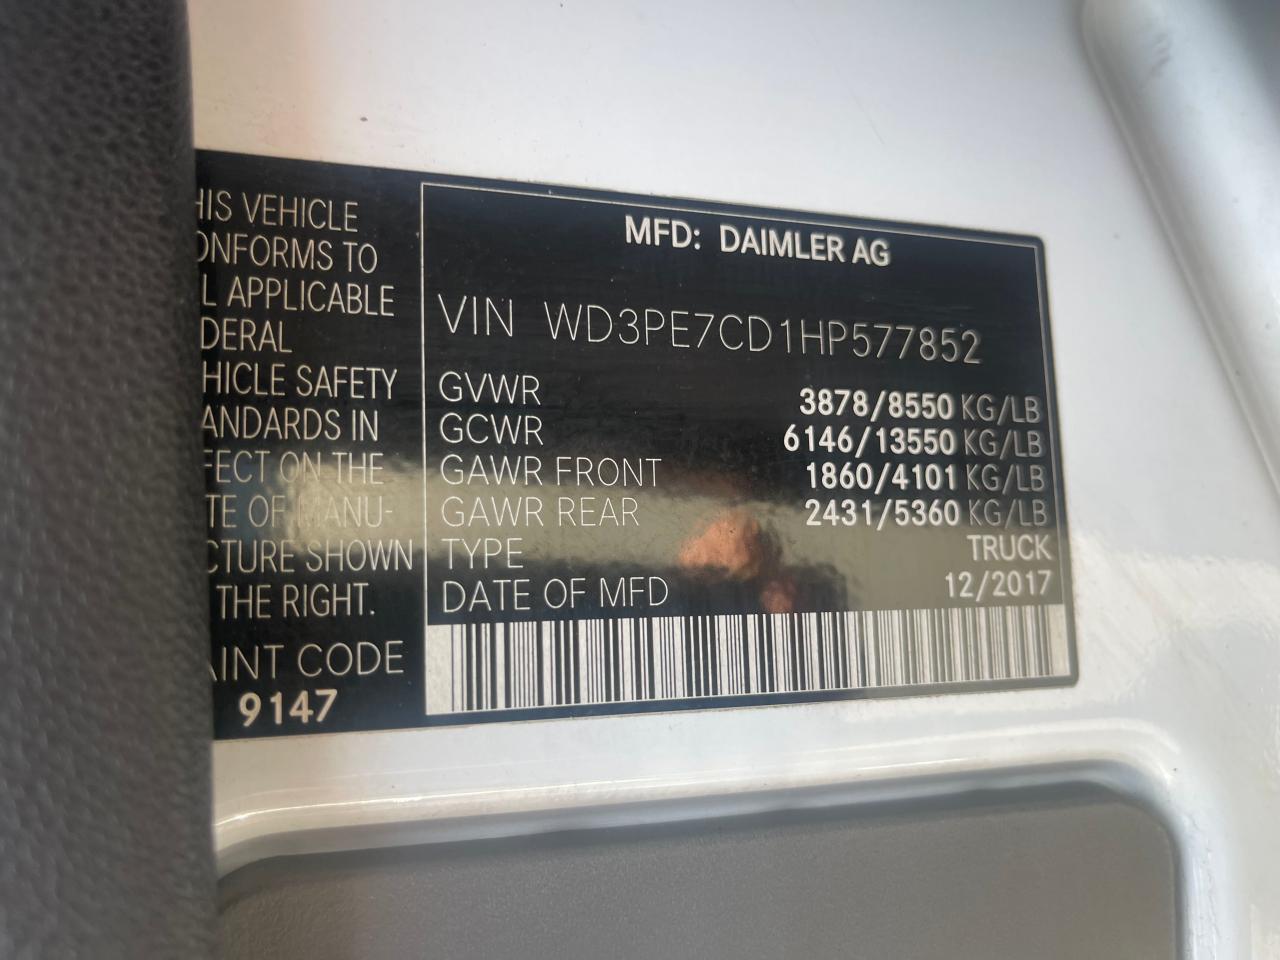 HIS VEHICLE
ONFORMS TO
L APPLICABLE
DERAL
HICLE SAFETY
ANDARDS IN
FECT ON THE
TE OF MANU-
CTURE SHOWN
THE RIGHT.
AINT CODE
9147
MFD: DAIMLER AG
VIN WD3PE7CD1HP577852
GVWR 3878/8550 KG/LB
GCWR 6146/13550 KG/LB
GAWR FRONT 1860/4101 KG/LB
GAWR REAR 2431/5360 KG/LB
TYPE TRUCK
DATE OF MFD 12/2017